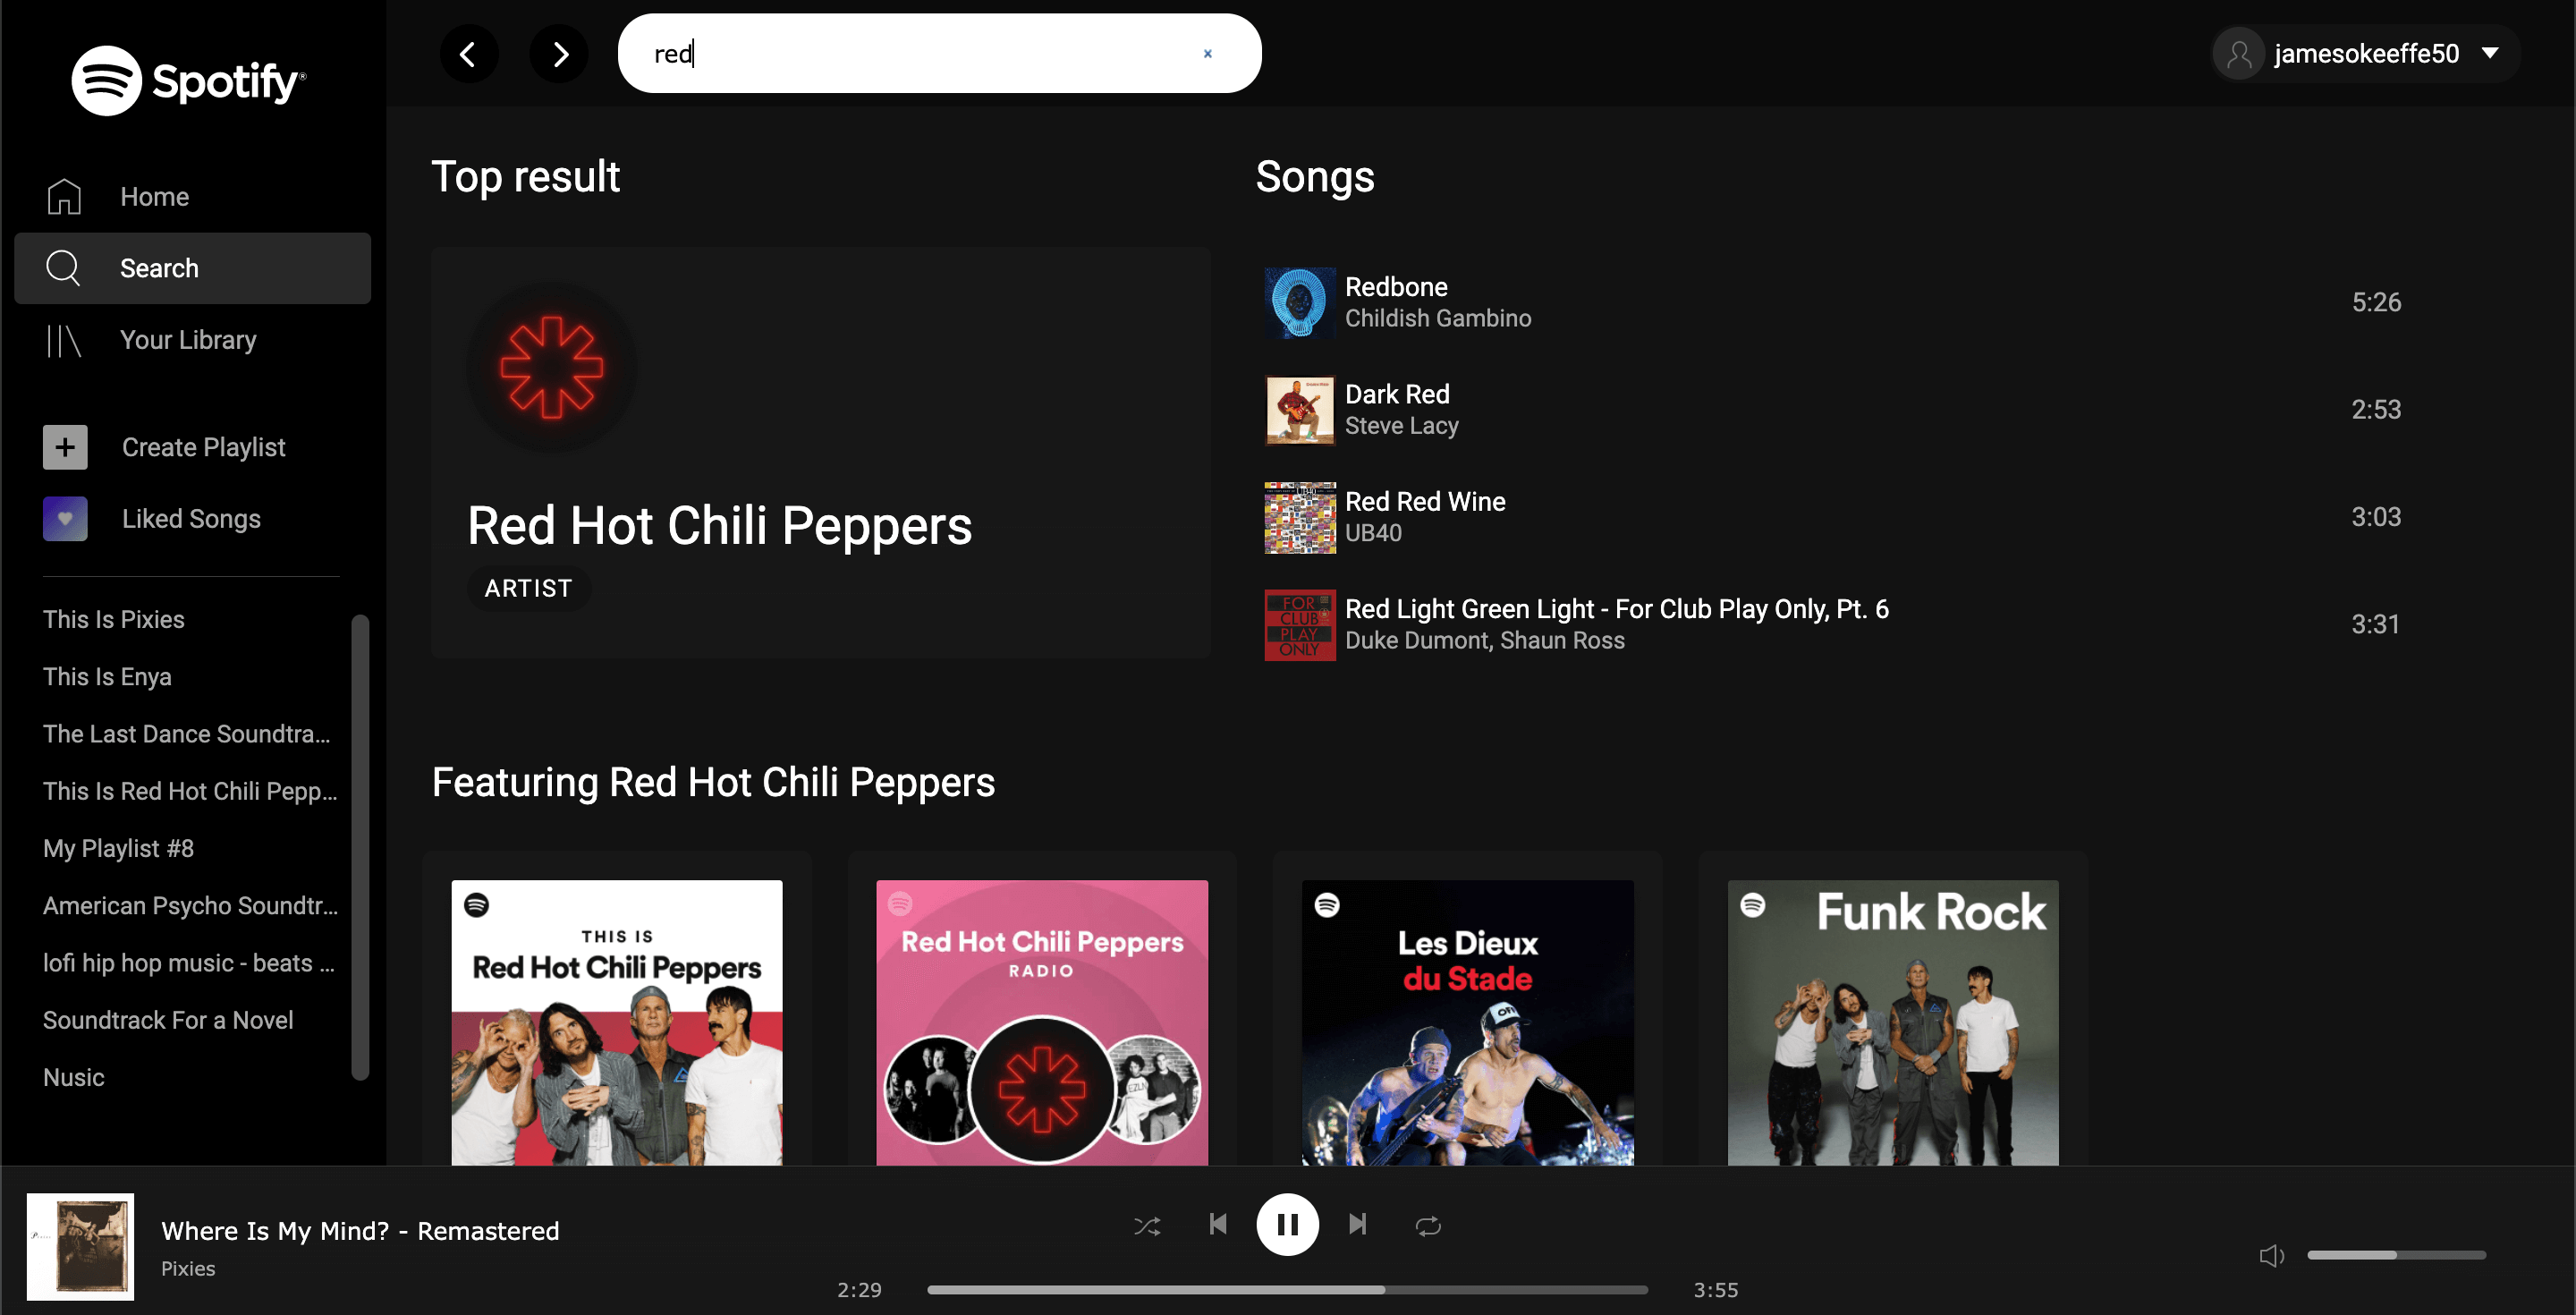 Spotify®
Home
Search
Your Library
Create Playlist
Liked Songs
This Is Pixies
This Is Enya
The Last Dance Soundtra...
This Is Red Hot Chili Pepp...
My Playlist #8
American Psycho Soundtr...
lofi hip hop music - beats ...
Soundtrack For a Novel
Nusic
red
×
jamesokeeffe50
Top result
Red Hot Chili Peppers
ARTIST
Songs
Redbone
Childish Gambino
5:26
Dark Red
Steve Lacy
2:53
UB40
Red Red Wine
UB40
3:03
FOR
CLUB
PLAY
ONLY
Red Light Green Light - For Club Play Only, Pt. 6
Duke Dumont, Shaun Ross
3:31
Featuring Red Hot Chili Peppers
THIS IS
Red Hot Chili Peppers
Red Hot Chili Peppers
RADIO
EZLN
Les Dieux
du Stade
Funk Rock
Where Is My Mind? - Remastered
Pixies
2:29
3:55